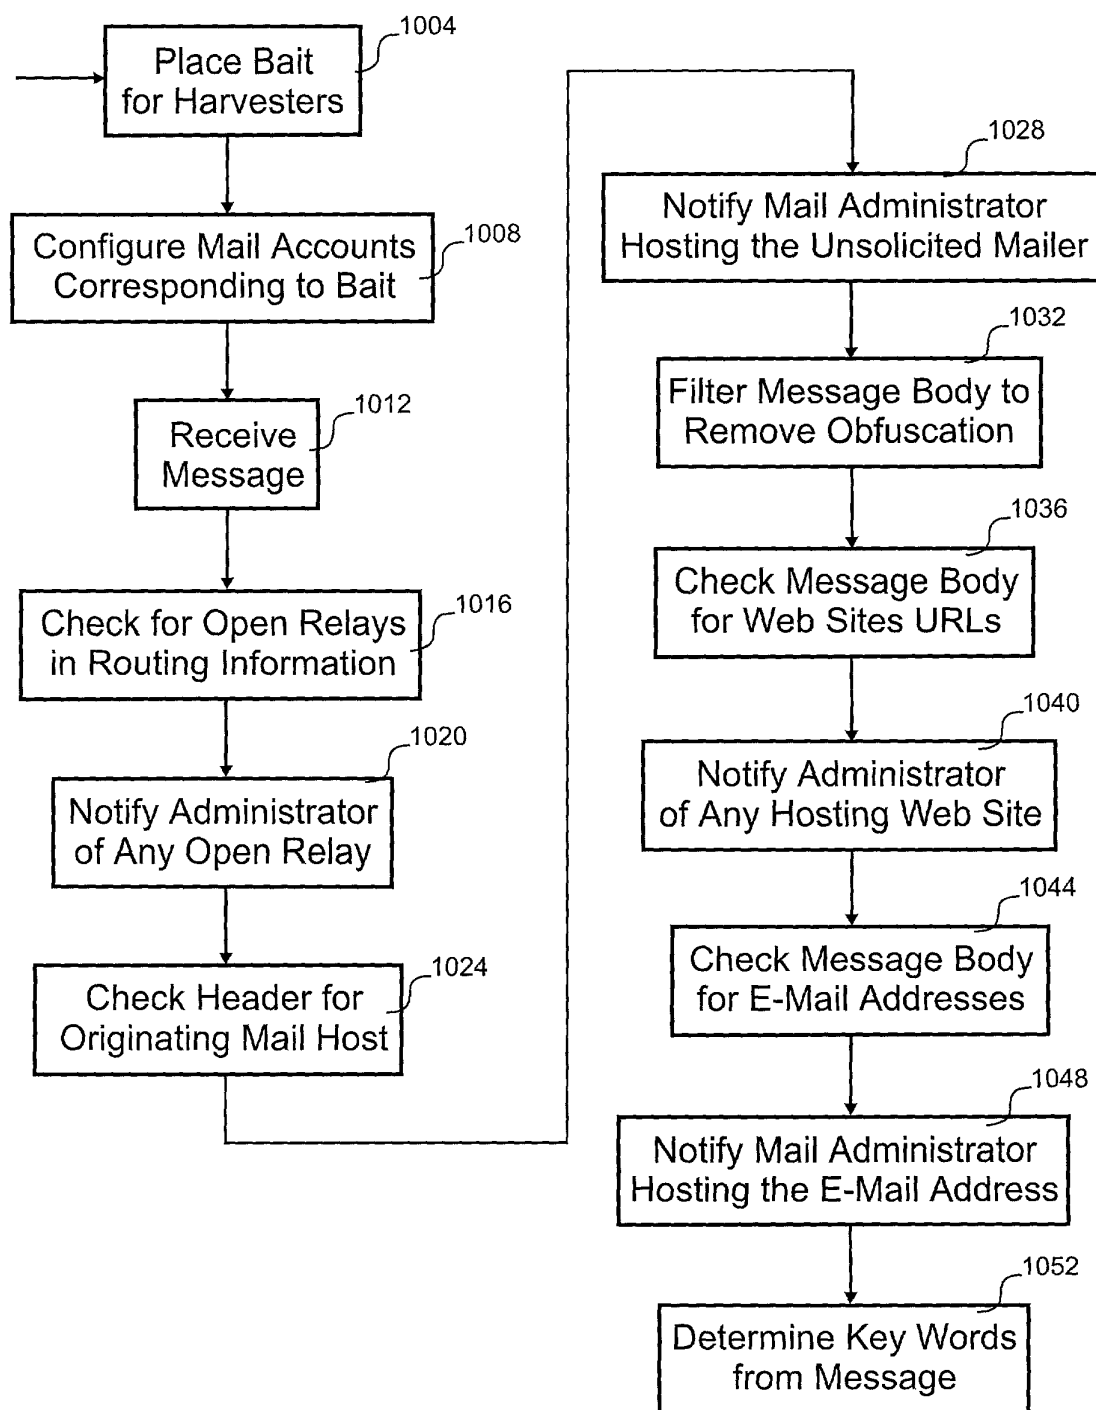 1004
Place Bait
for Harvesters
1008
Configure Mail Accounts
Corresponding to Bait
1012
Receive
Message
1016
Check for Open Relays
in Routing Information
1020
Notify Administrator
of Any Open Relay
1024
Check Header for
Originating Mail Host
1028
Notify Mail Administrator
Hosting the Unsolicited Mailer
1032
Filter Message Body to
Remove Obfuscation
1036
Check Message Body
for Web Sites URLs
1040
Notify Administrator
of Any Hosting Web Site
1044
Check Message Body
for E-Mail Addresses
1048
Notify Mail Administrator
Hosting the E-Mail Address
1052
Determine Key Words
from Message